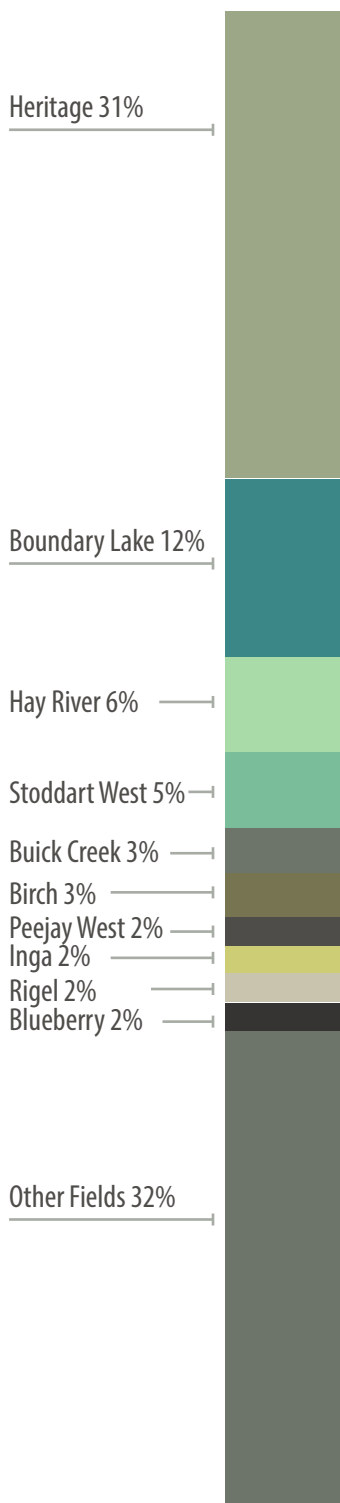 Heritage 31%
Boundary Lake 12%
Hay River 6%
Stoddart West 5%
Buick Creek 3%
Birch 3%
Peejay West 2%
Inga 2%
Rigel 2%
Blueberry 2%
Other Fields 32%